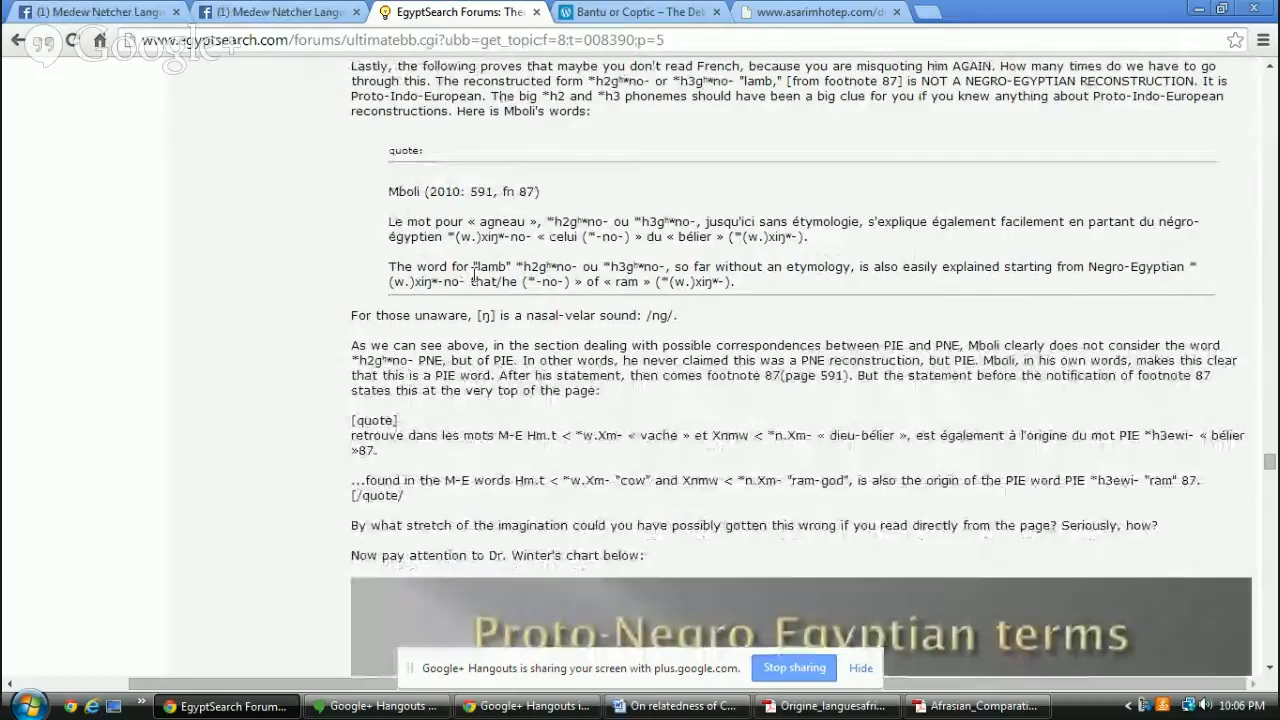 (1) Medew Netcher Lang
(1) Medew Netcher Lang
EgyptSearch Forums: The
Bantu or Coptic – The Del
www.asarimhotep.com/d
www.egyptsearch.com/forums/ultimatebb.cgi?ubb=get_topic;f=8;t=008390;p=5
Google+
Lastly, the following proves that maybe you don't read French, because you are misquoting him AGAIN. How many times do we have to go
through this. The reconstructed form *h2gʰʷno- or *h3gʰʷno- "lamb," [from footnote 87] is NOT A NEGRO-EGYPTIAN RECONSTRUCTION. It is
Proto-Indo-European. The big *h2 and *h3 phonemes should have been a big clue for you if you knew anything about Proto-Indo-European
reconstructions. Here is Mboli's words:
quote:
Mboli (2010: 591, fn 87)
Le mot pour « agneau », *h2gʰʷno- ou *h3gʰʷno-, jusqu'ici sans étymologie, s'explique également facilement en partant du négro-
égyptien *(w.)xiŋʷ-no- « celui (*-no-) » du « bélier » (*(w.)xiŋʷ-).
The word for "lamb" *h2gʰʷno- ou *h3gʰʷno-, so far without an etymology, is also easily explained starting from Negro-Egyptian *
(w.)xiŋʷ-no- that/he (*-no-) » of « ram » (*(w.)xiŋʷ-).
For those unaware, [ŋ] is a nasal-velar sound: /ng/.
As we can see above, in the section dealing with possible correspondences between PIE and PNE, Mboli clearly does not consider the word
*h2gʰʷno- PNE, but of PIE. In other words, he never claimed this was a PNE reconstruction, but PIE. Mboli, in his own words, makes this clear
that this is a PIE word. After his statement, then comes footnote 87(page 591). But the statement before the notification of footnote 87
states this at the very top of the page:
[quote]
retrouve dans les mots M-E Hm.t < *w.Xm- « vache » et Xnmw < *n.Xm- « dieu-bélier », est également à l'origine du mot PIE *h3ewi- « bélier
»87.
...found in the M-E words Hm.t < *w.Xm- "cow" and Xnmw < *n.Xm- "ram-god", is also the origin of the PIE word PIE *h3ewi- "ram" 87.
[/quote/
By what stretch of the imagination could you have possibly gotten this wrong if you read directly from the page? Seriously, how?
Now pay attention to Dr. Winter's chart below:
Proto-Negro Egyptian terms
Google+ Hangouts is sharing your screen with plus.google.com.
Stop sharing
Hide
EgyptSearch Forum...
Google+ Hangouts ...
Google+ Hangouts i...
On relatedness of C...
Origine_languesafri...
Afrasian_Comparati...
10:06 PM